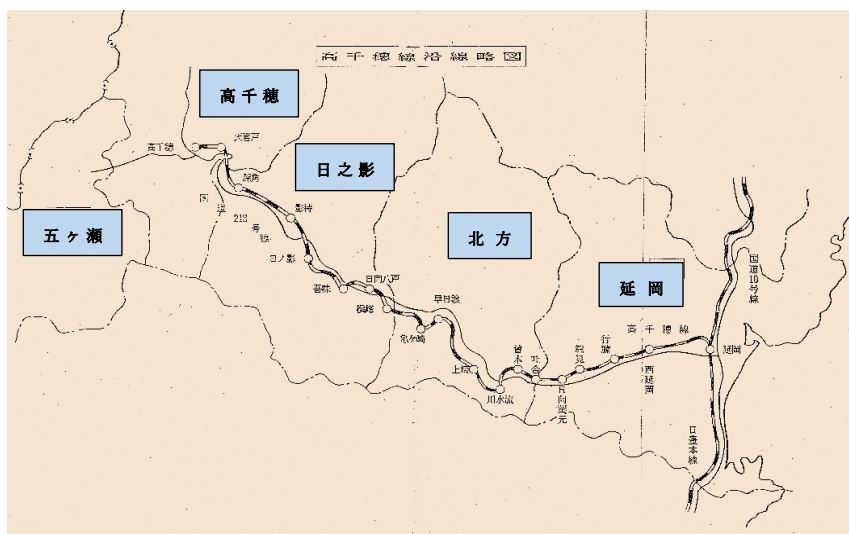 高千穂線沿線略図
高千穂
日之影
五ヶ瀬
北方
延岡
高千穂
天岩戸
深角
影待
国道
218
号線
日ノ影
吾味
日向八戸
槇峰
亀ケ崎
早日渡
上崎
川水流
曽木
吐合
日向岡元
細見
行縢
西延岡
高千穂線
延岡
国道10号線
日豊本線